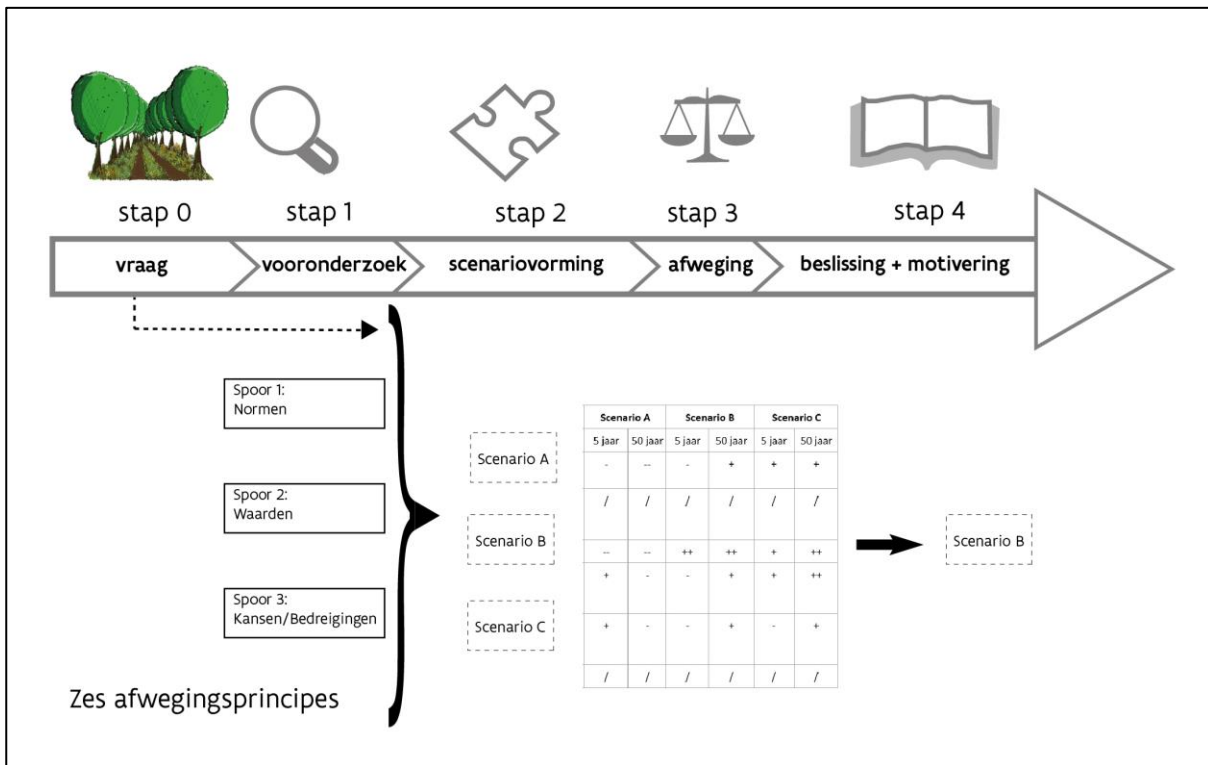 stap 0
stap 1
stap 2
stap 3
stap 4
vraag
vooronderzoek
scenariovorming
afweging
beslissing + motivering
Spoor 1:
Normen
Spoor 2:
Waarden
Spoor 3:
Kansen/Bedreigingen
Zes afwegingsprincipes
Scenario A
Scenario B
Scenario C
Scenario A Scenario B Scenario C
5 jaar 50 jaar 5 jaar 50 jaar 5 jaar 50 jaar
- -- - + + +
/ / / / / /
-- -- ++ ++ + ++
+ - - + + ++
+ - - + - +
/ / / / / /
Scenario B